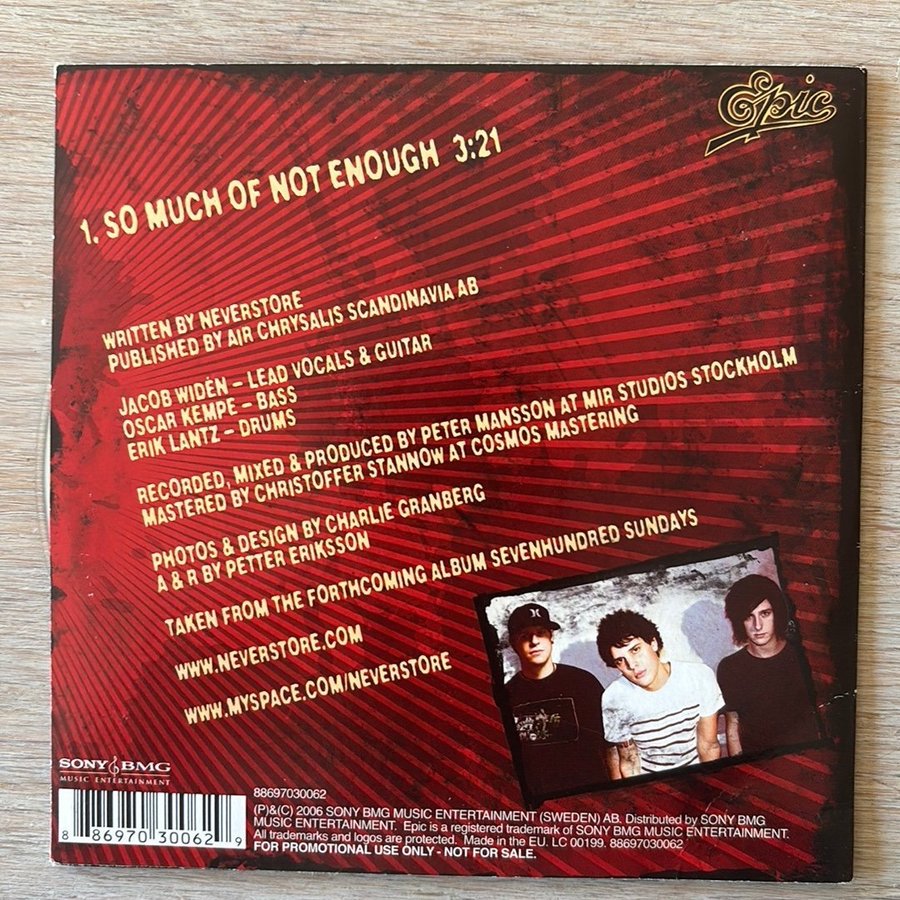 Epic
1. SO MUCH OF NOT ENOUGH 3:21
WRITTEN BY NEVERSTORE
PUBLISHED BY AIR CHRYSALIS SCANDINAVIA AB
JACOB WIDÉN – LEAD VOCALS & GUITAR
OSCAR KEMPE – BASS
ERIK LANTZ – DRUMS
RECORDED, MIXED & PRODUCED BY PETER MANSSON AT MIR STUDIOS STOCKHOLM
MASTERED BY CHRISTOFFER STANNOW AT COSMOS MASTERING
PHOTOS & DESIGN BY CHARLIE GRANBERG
A & R BY PETTER ERIKSSON
TAKEN FROM THE FORTHCOMING ALBUM SEVENHUNDRED SUNDAYS
WWW.NEVERSTORE.COM
WWW.MYSPACE.COM/NEVERSTORE
SONY BMG
MUSIC ENTERTAINMENT
8 86970 30062 9
88697030062
(P)&(C) 2006 SONY BMG MUSIC ENTERTAINMENT (SWEDEN) AB. Distributed by SONY BMG
MUSIC ENTERTAINMENT. Epic is a registered trademark of SONY BMG MUSIC ENTERTAINMENT.
All trademarks and logos are protected. Made in the EU. LC 00199. 88697030062
FOR PROMOTIONAL USE ONLY - NOT FOR SALE.